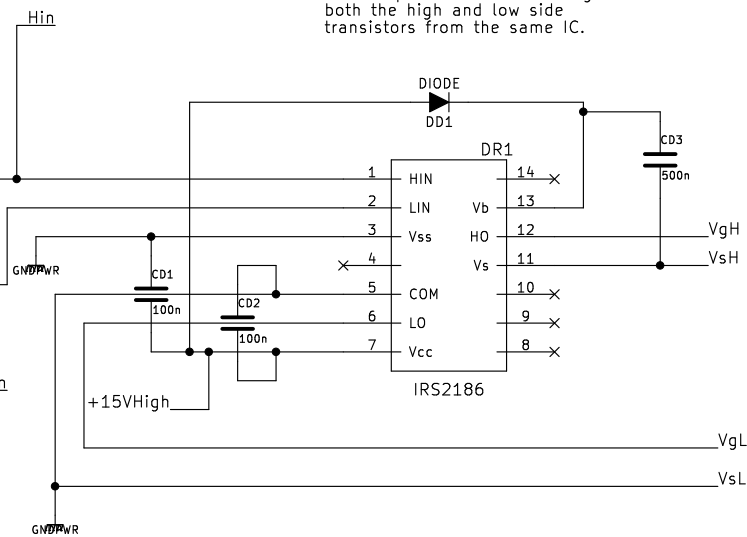 Hin
both the high and low side
transistors from the same IC.
DIODE
DD1
DR1
CD3
500n
1 HIN 14
2 LIN Vb 13
3 Vss HO 12 VgH
4 Vs 11 VsH
5 COM 10
6 LO 9
7 Vcc 8
GNDPWR
CD1
100n
CD2
100n
+15VHigh
IRS2186
VgL
VsL
GNDPWR